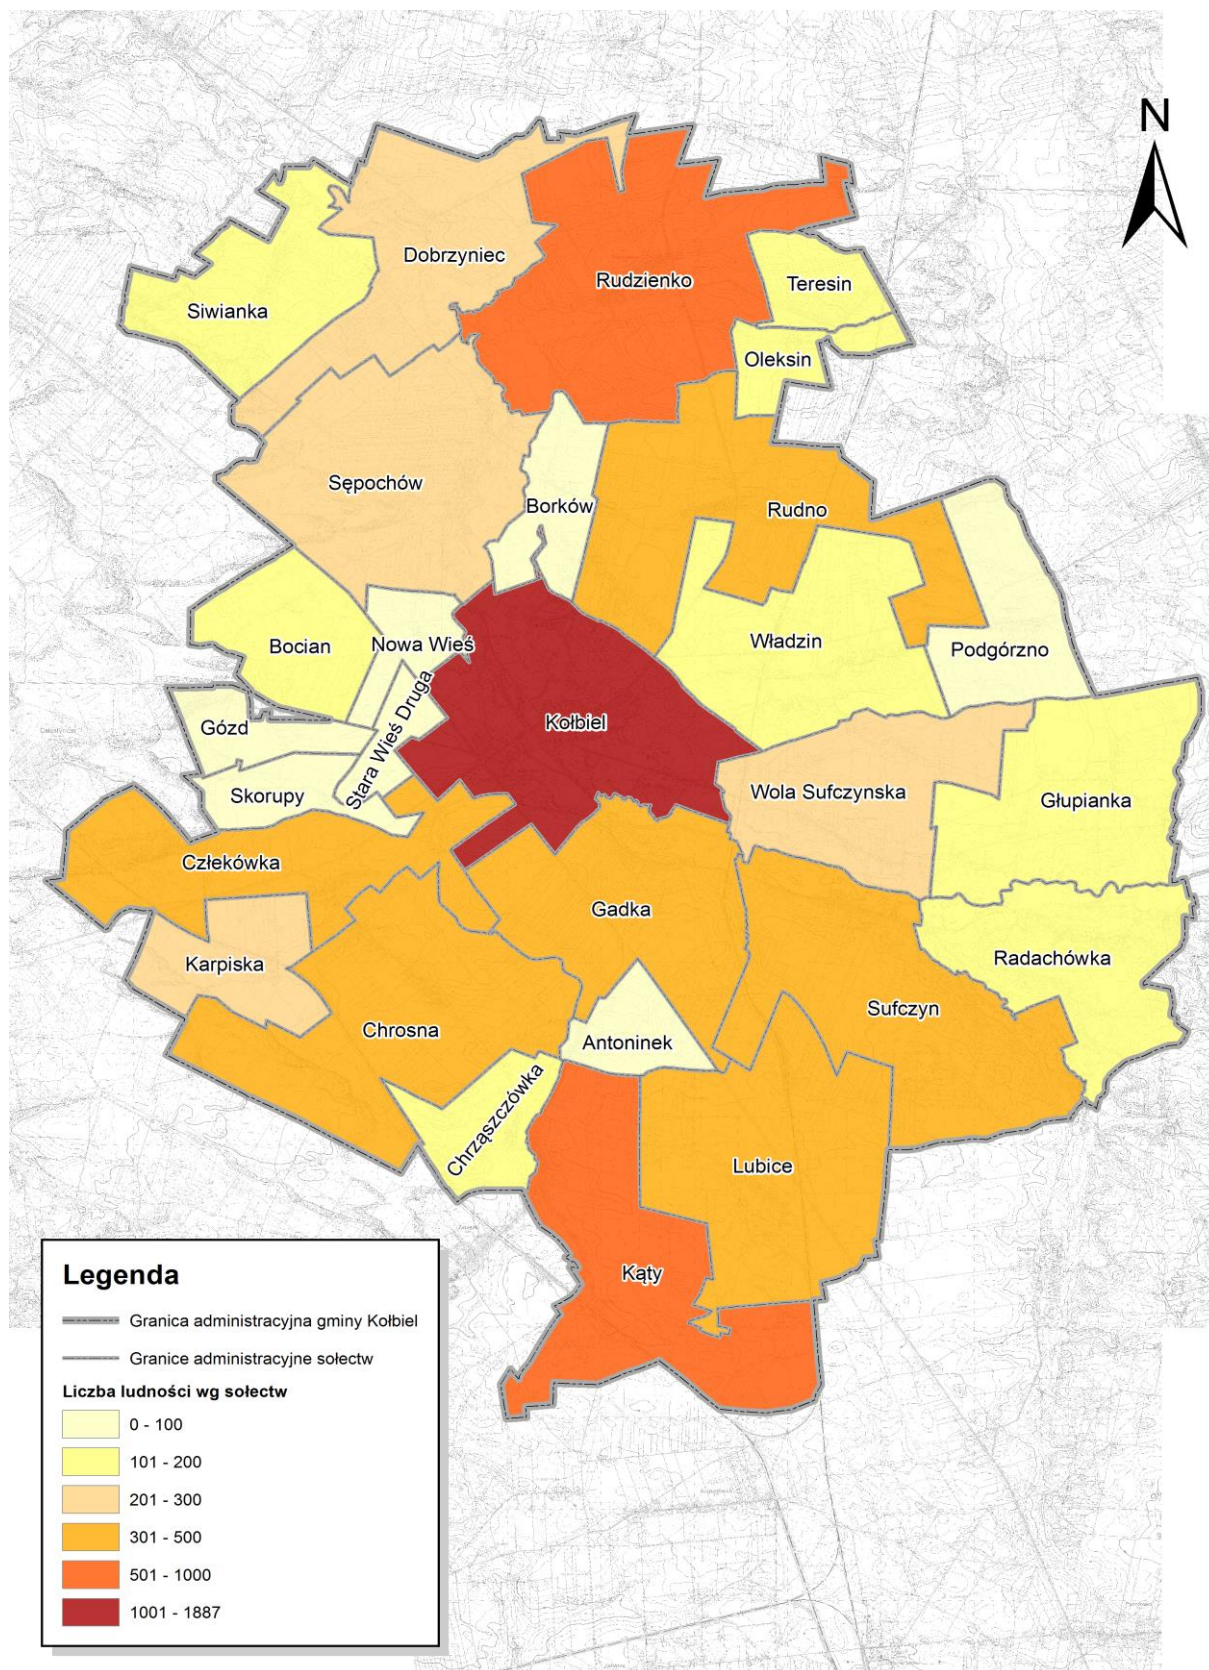 N
Dobrzyniec
Rudzienko
Teresin
Siwianka
Oleksin
Sępochów
Borków
Rudno
Bocian
Nowa Wieś
Władzin
Podgórzno
Gózd
Stara Wieś Druga
Kołbiel
Skorupy
Wola Sufczynska
Głupianka
Człekówka
Gadka
Karpiska
Radachówka
Chrosna
Sufczyn
Antoninek
Chrząszczówka
Lubice
Kąty
Legenda
Granica administracyjna gminy Kołbiel
Granice administracyjne sołectw
Liczba ludności wg sołectw
0 - 100
101 - 200
201 - 300
301 - 500
501 - 1000
1001 - 1887